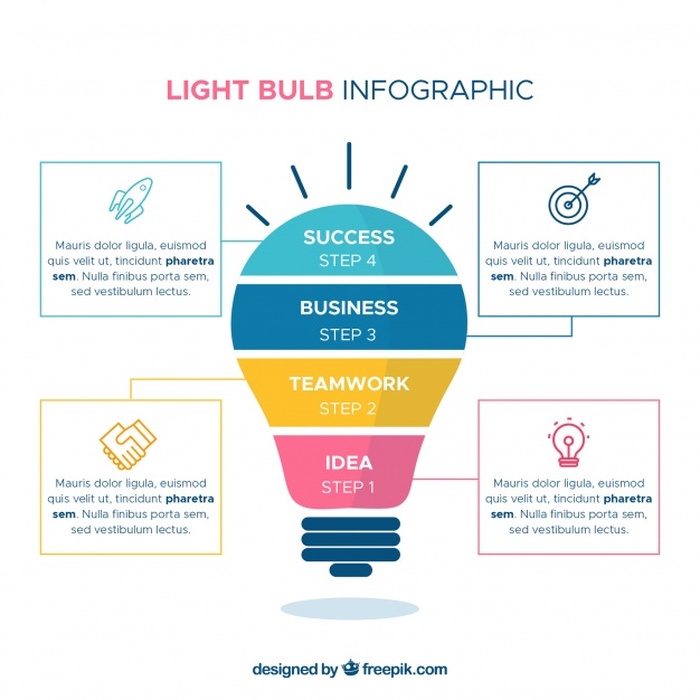 LIGHT BULB INFOGRAPHIC
Mauris dolor ligula, euismod
quis velit ut, tincidunt pharetra
sem. Nulla finibus porta sem,
sed vestibulum lectus.
SUCCESS
STEP 4
Mauris dolor ligula, euismod
quis velit ut, tincidunt pharetra
sem. Nulla finibus porta sem,
sed vestibulum lectus.
BUSINESS
STEP 3
TEAMWORK
STEP 2
Mauris dolor ligula, euismod
quis velit ut, tincidunt pharetra
sem. Nulla finibus porta sem,
sed vestibulum lectus.
IDEA
STEP 1
Mauris dolor ligula, euismod
quis velit ut, tincidunt pharetra
sem. Nulla finibus porta sem,
sed vestibulum lectus.
designed by freepik.com